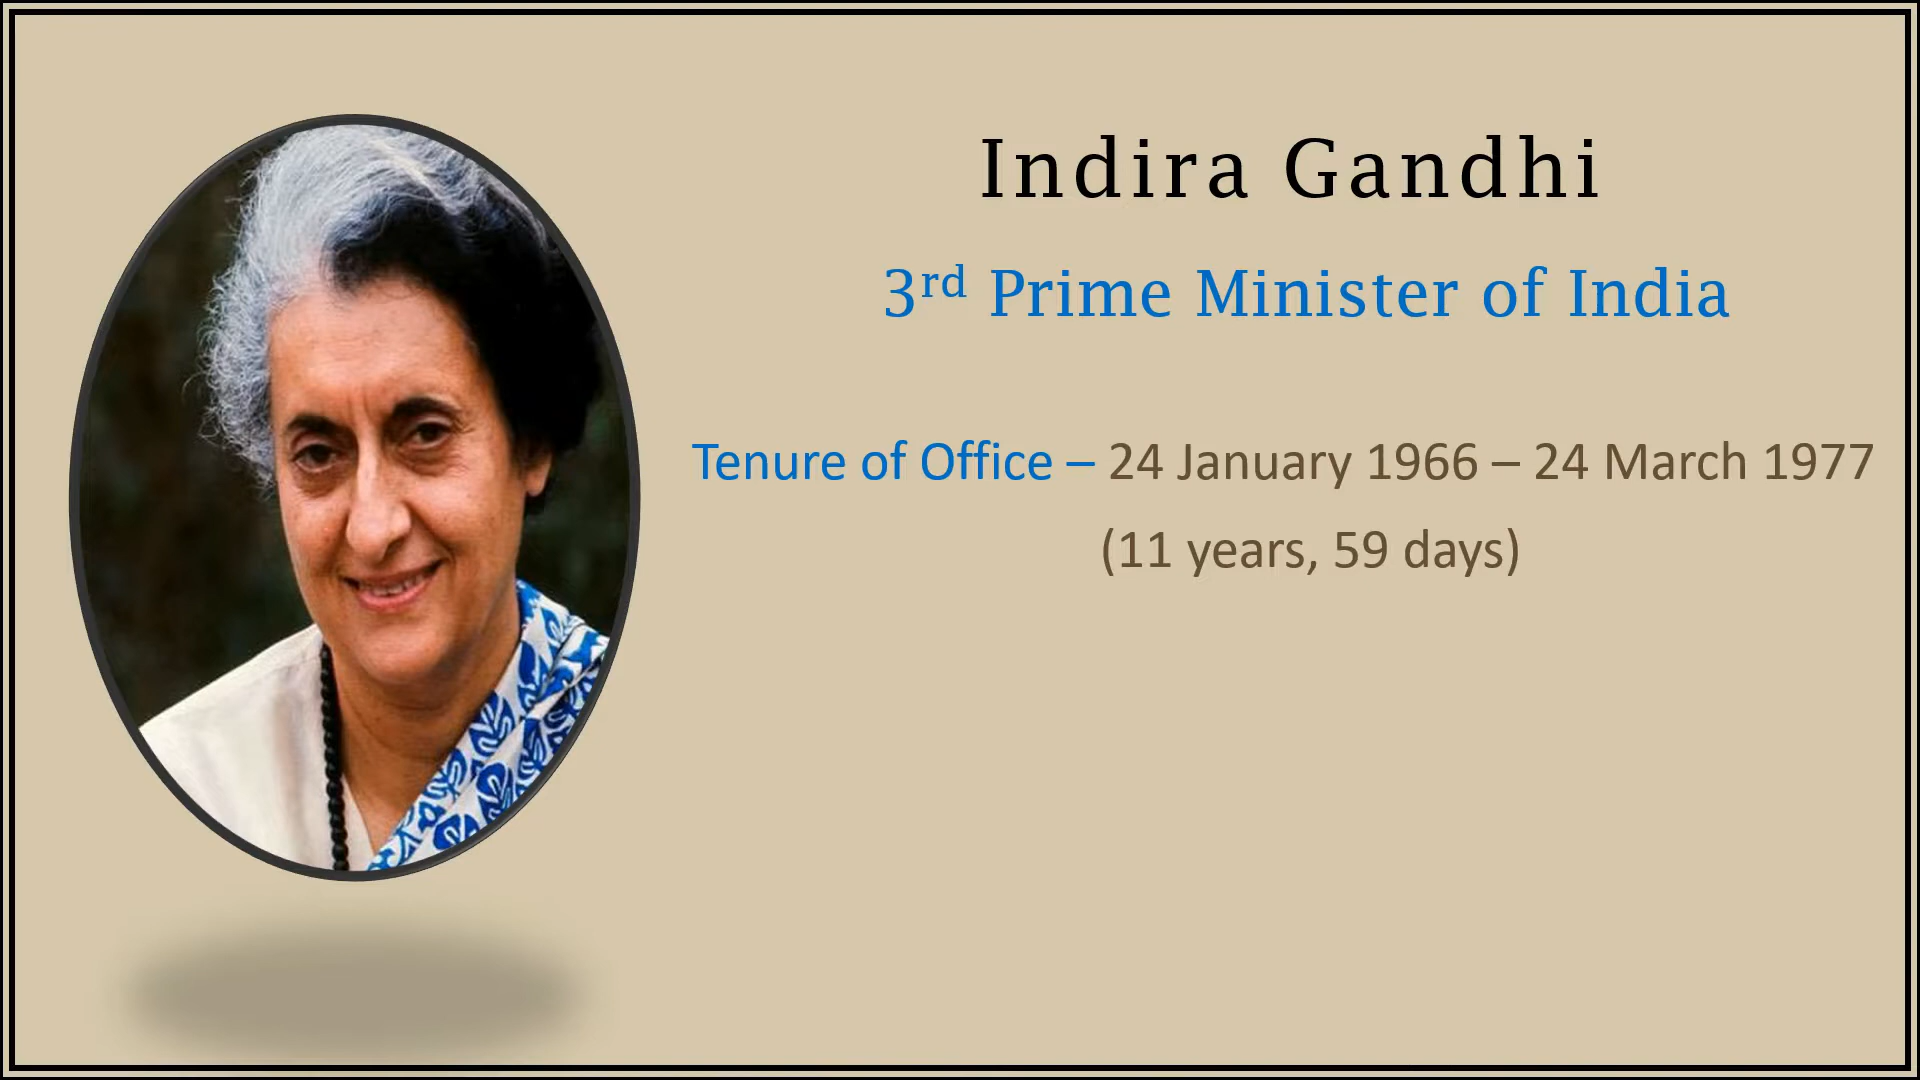 Indira Gandhi
3rd Prime Minister of India
Tenure of Office – 24 January 1966 – 24 March 1977
(11 years, 59 days)